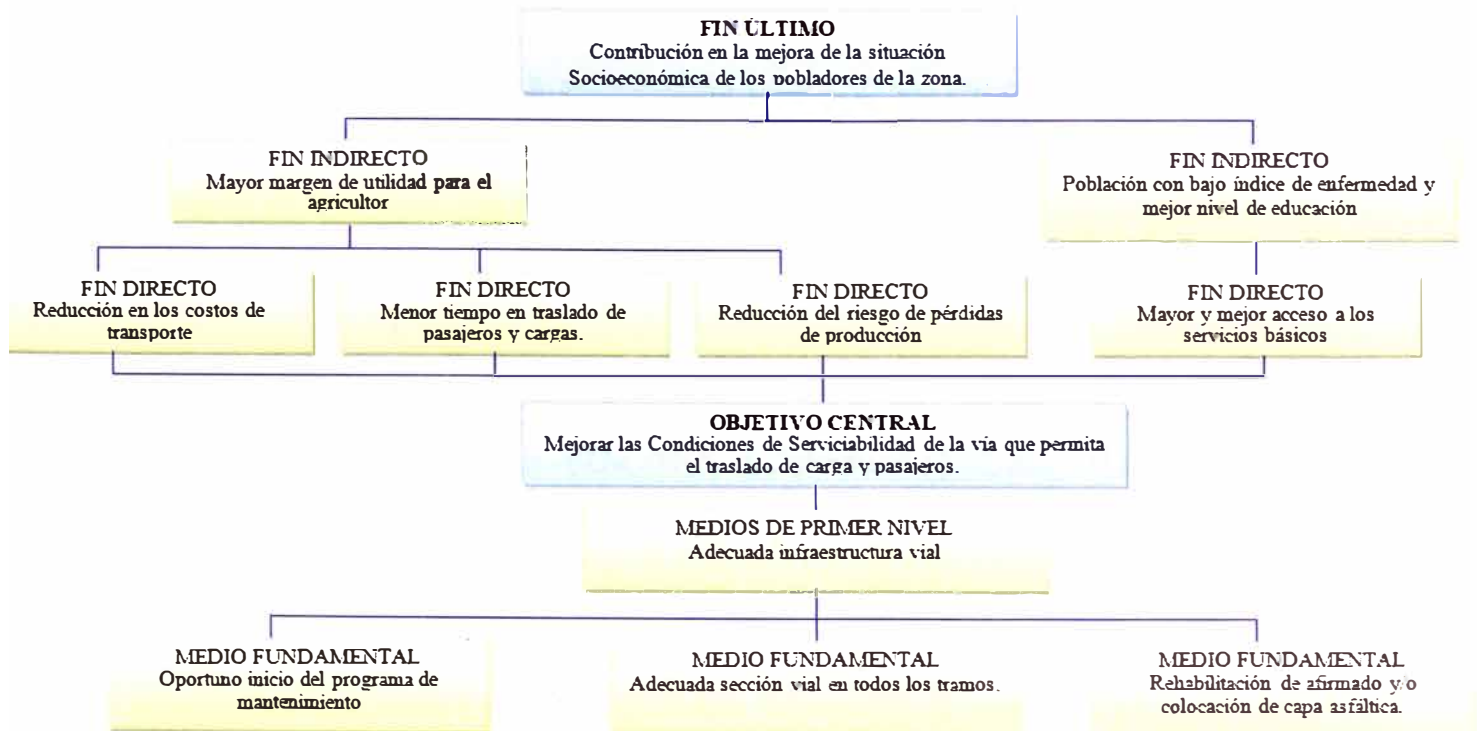 FIN ÚLTIMO
Contribución en la mejora de la situación
Socioeconómica de los pobladores de la zona.
FIN INDIRECTO
Mayor margen de utilidad para el
agricultor
FIN INDIRECTO
Población con bajo índice de enfermedad y
mejor nivel de educación
FIN DIRECTO
Reducción en los costos de
transporte
FIN DIRECTO
Menor tiempo en traslado de
pasajeros y cargas.
FIN DIRECTO
Reducción del riesgo de pérdidas
de producción
FIN DIRECTO
Mayor y mejor acceso a los
servicios básicos
OBJETIVO CENTRAL
Mejorar las Condiciones de Serviciabilidad de la vía que permita
el traslado de carga y pasajeros.
MEDIOS DE PRIMER NIVEL
Adecuada infraestructura vial
MEDIO FUNDAMENTAL
Oportuno inicio del programa de
mantenimiento
MEDIO FUNDAMENTAL
Adecuada sección vial en todos los tramos.
MEDIO FUNDAMENTAL
Rehabilitación de afirmado y/o
colocación de capa asfáltica.